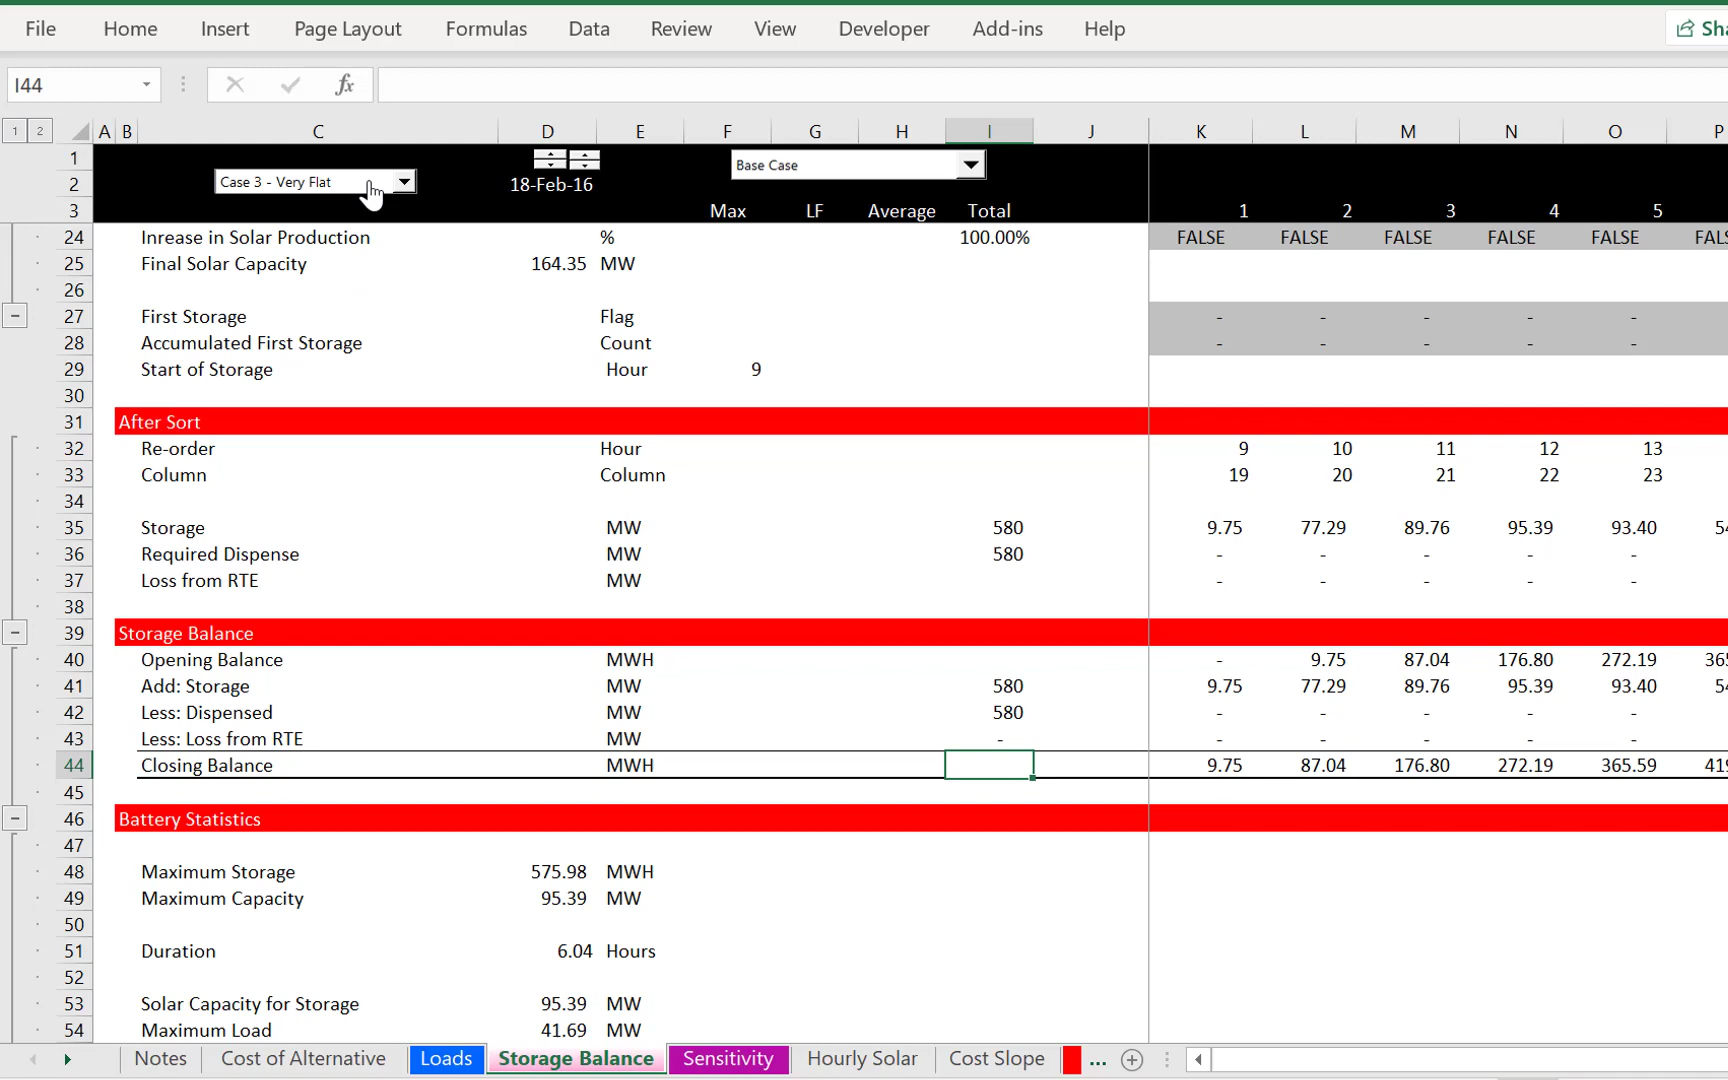 File Home Insert Page Layout Formulas Data Review View Developer Add-ins Help
I44 fx
1 2 A B C D E F G H I J K L M N O P
1 Base Case
2 Case 3 - Very Flat 18-Feb-16
3 Max LF Average Total 1 2 3 4 5
24 Inrease in Solar Production % 100.00% FALSE FALSE FALSE FALSE FALSE
25 Final Solar Capacity 164.35 MW
26
27 First Storage Flag - - - - -
28 Accumulated First Storage Count - - - - -
29 Start of Storage Hour 9
30
31 After Sort
32 Re-order Hour 9 10 11 12 13
33 Column Column 19 20 21 22 23
34
35 Storage MW 580 9.75 77.29 89.76 95.39 93.40
36 Required Dispense MW 580 - - - - -
37 Loss from RTE MW - - - - -
38
39 Storage Balance
40 Opening Balance MWH - 9.75 87.04 176.80 272.19
41 Add: Storage MW 580 9.75 77.29 89.76 95.39 93.40
42 Less: Dispensed MW 580 - - - - -
43 Less: Loss from RTE MW - - - - - -
44 Closing Balance MWH 9.75 87.04 176.80 272.19 365.59
45
46 Battery Statistics
47
48 Maximum Storage 575.98 MWH
49 Maximum Capacity 95.39 MW
50
51 Duration 6.04 Hours
52
53 Solar Capacity for Storage 95.39 MW
54 Maximum Load 41.69 MW
Notes Cost of Alternative Loads Storage Balance Sensitivity Hourly Solar Cost Slope ...